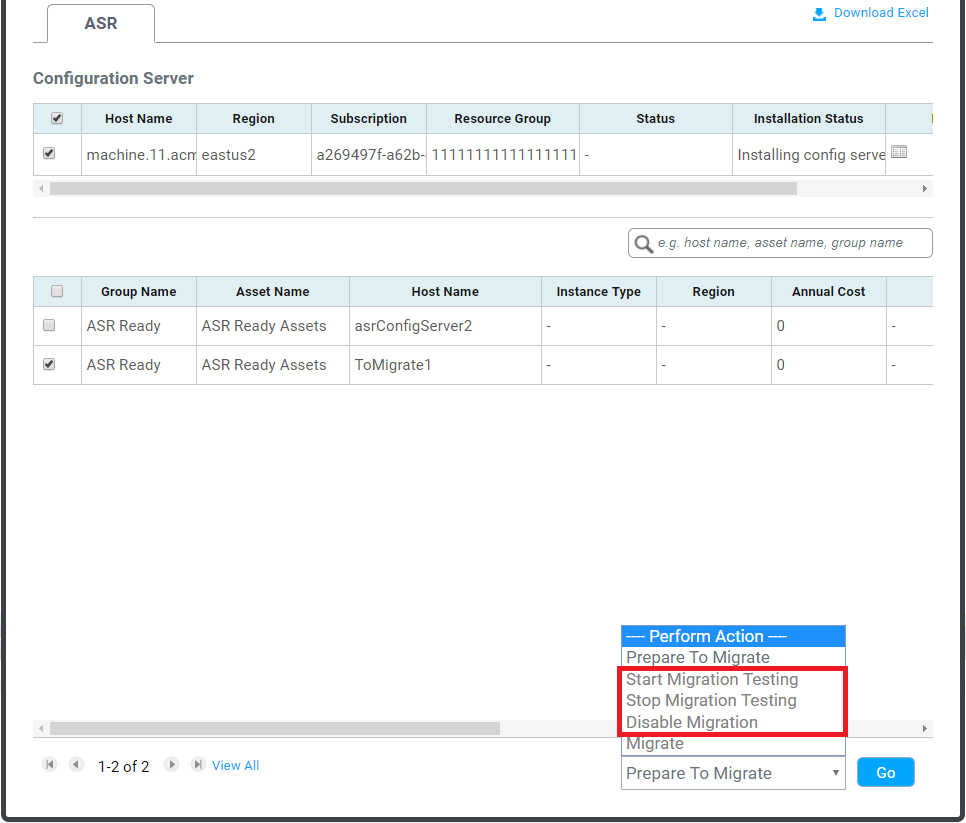 ASR
Download Excel
Configuration Server
Host Name Region Subscription Resource Group Status Installation Status
machine.11.acm eastus2 a269497f-a62b- 11111111111111111 - Installing config serve
e.g. host name, asset name, group name
Group Name Asset Name Host Name Instance Type Region Annual Cost
ASR Ready ASR Ready Assets asrConfigServer2 - - 0 -
ASR Ready ASR Ready Assets ToMigrate1 - - 0 -
---- Perform Action ----
Prepare To Migrate
Start Migration Testing
Stop Migration Testing
Disable Migration
Migrate
1-2 of 2 View All Prepare To Migrate Go